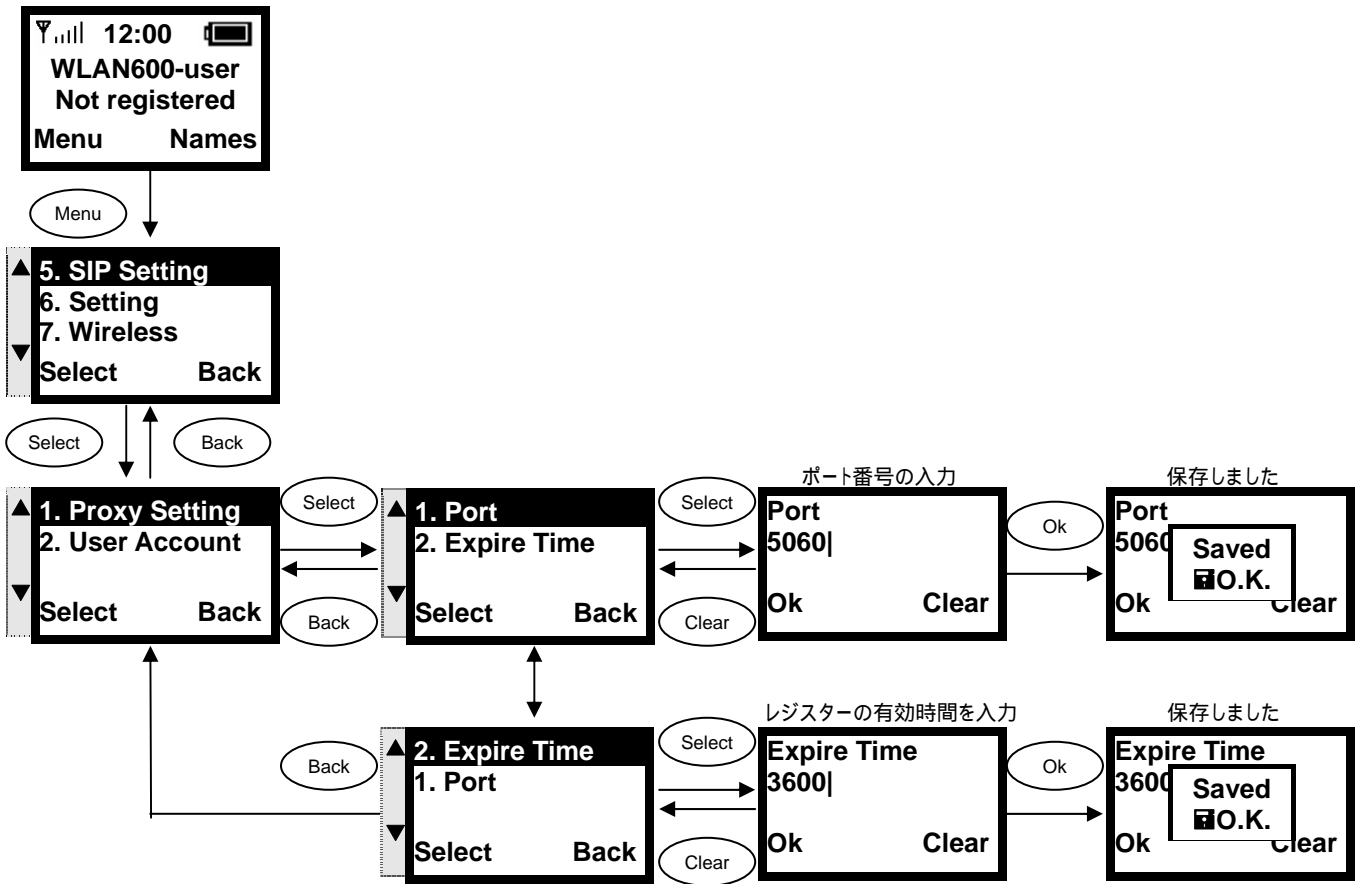 12:00
WLAN600-user
Not registered
Menu Names
Menu
5. SIP Setting
6. Setting
7. Wireless
Select Back
Select
Back
1. Proxy Setting
2. User Account
Select Back
Select
Back
1. Port
2. Expire Time
Select Back
Select
Clear
ポート番号の入力
Port
5060|
Ok Clear
Ok
保存しました
Port
5060
Saved
O.K.
Ok Clear
Back
2. Expire Time
1. Port
Select Back
Select
Clear
レジスターの有効時間を入力
Expire Time
3600|
Ok Clear
Ok
保存しました
Expire Time
3600
Saved
O.K.
Ok Clear